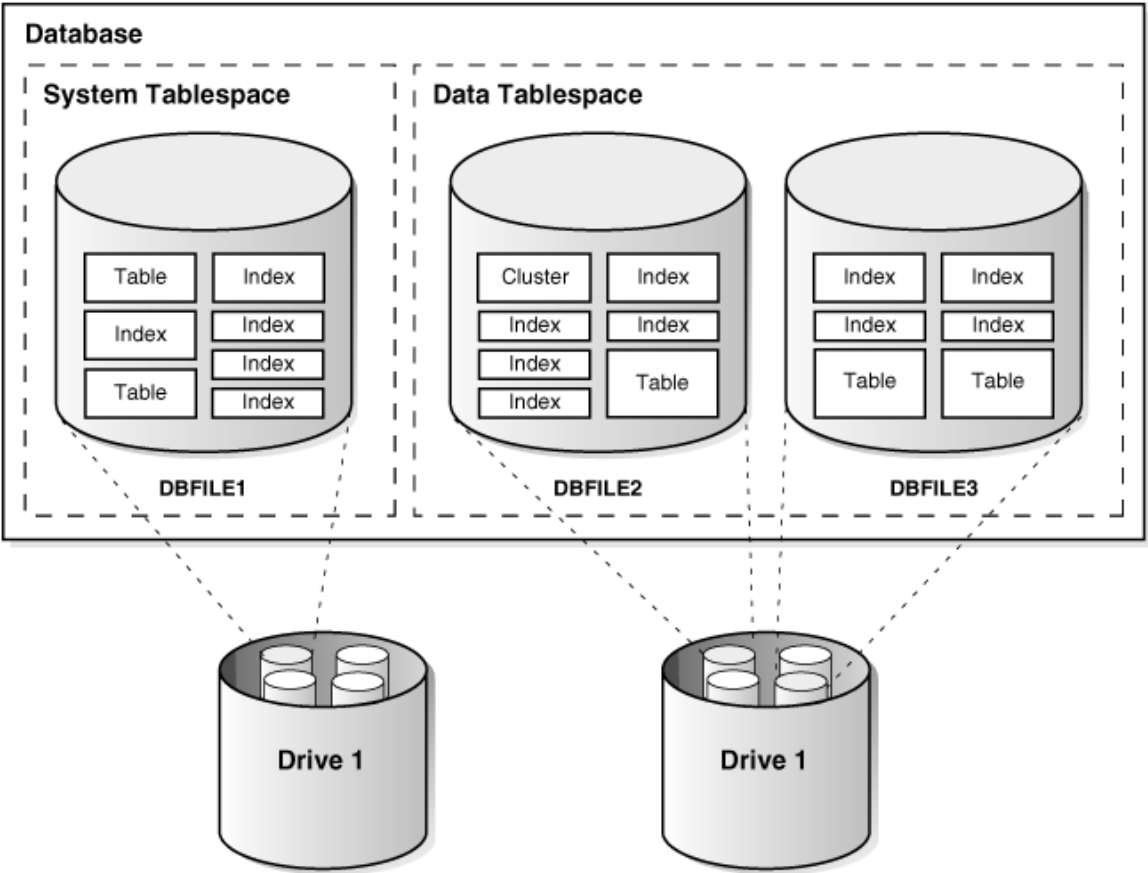 Database
System Tablespace
Data Tablespace
Table
Index
Index
Index
Index
Table
Index
Cluster
Index
Index
Index
Index
Index
Table
Index
Index
Index
Index
Table
Table
DBFILE1
DBFILE2
DBFILE3
Drive 1
Drive 1